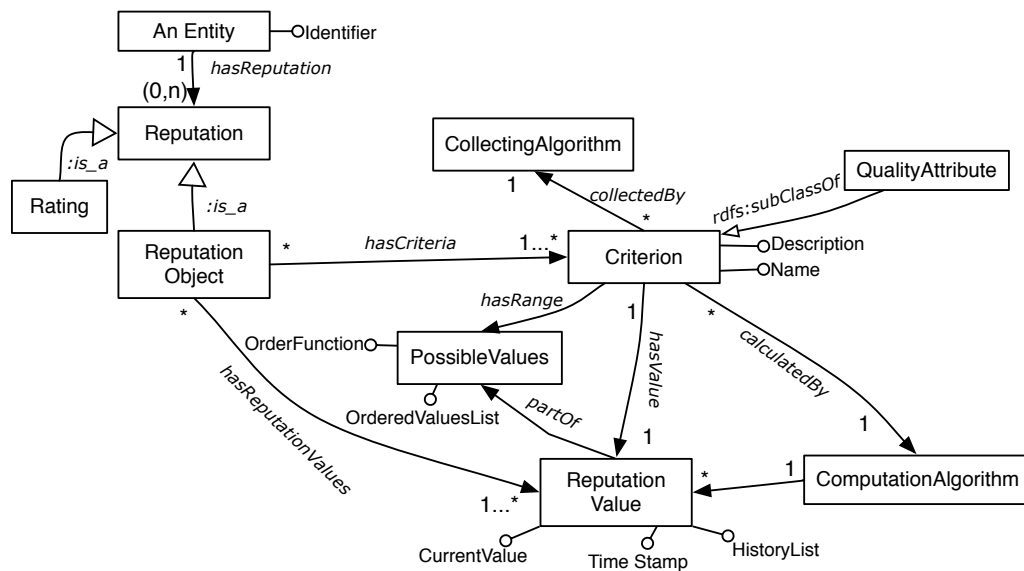 An Entity
Identifier
1
hasReputation
(0,n)
Reputation
CollectingAlgorithm
:is_a
QualityAttribute
Rating
1
collectedBy
rdfs:subClassOf
:is_a
*
Reputation
Object
*
hasCriteria
1...*
Criterion
Description
Name
*
hasRange
1
*
OrderFunction
PossibleValues
hasValue
calculatedBy
hasReputationValues
OrderedValuesList
partOf
1
1
Reputation
Value
*
1
ComputationAlgorithm
1...*
CurrentValue
Time Stamp
HistoryList